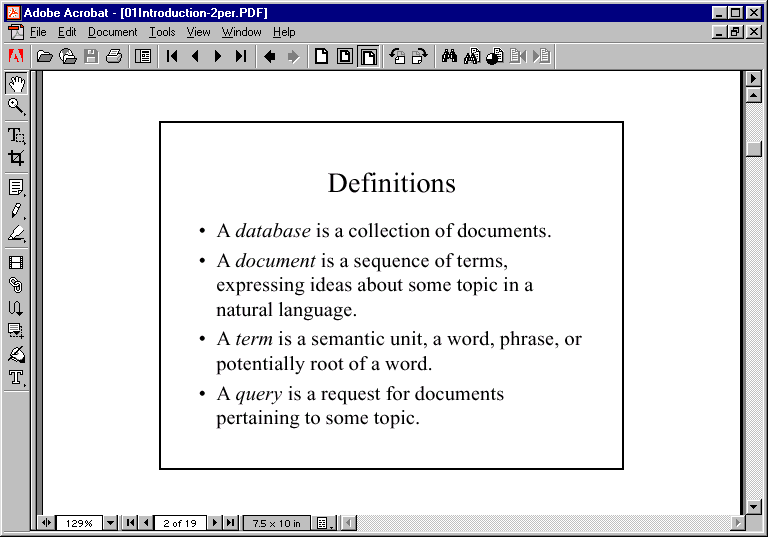 Adobe Acrobat - [01Introduction-2per.PDF]
File Edit Document Tools View Window Help
Definitions
• A database is a collection of documents.
• A document is a sequence of terms,
expressing ideas about some topic in a
natural language.
• A term is a semantic unit, a word, phrase, or
potentially root of a word.
• A query is a request for documents
pertaining to some topic.
129% 2 of 19 7.5 x 10 in